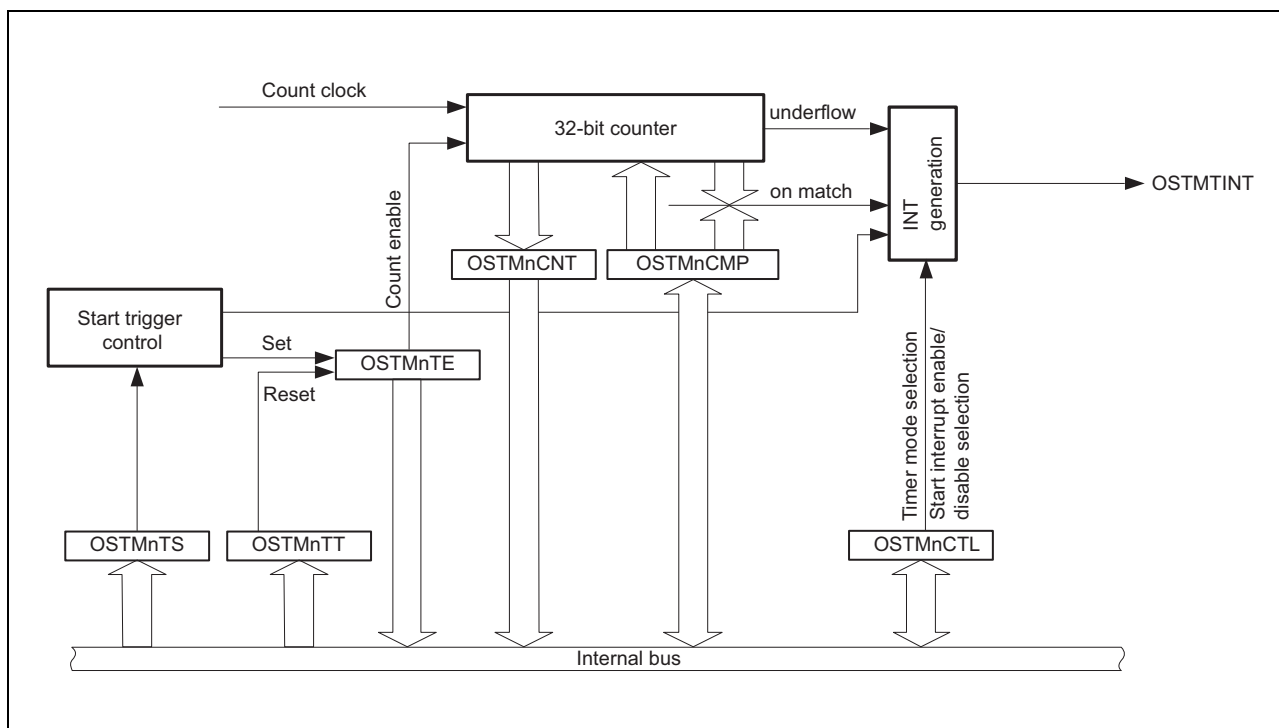 Count clock
32-bit counter
underflow
on match
INT
generation
OSTMTINT
Count enable
OSTMnCNT
OSTMnCMP
Start trigger
control
Set
OSTMnTE
Reset
Timer mode selection
Start interrupt enable/
disable selection
OSTMnTS
OSTMnTT
OSTMnCTL
Internal bus